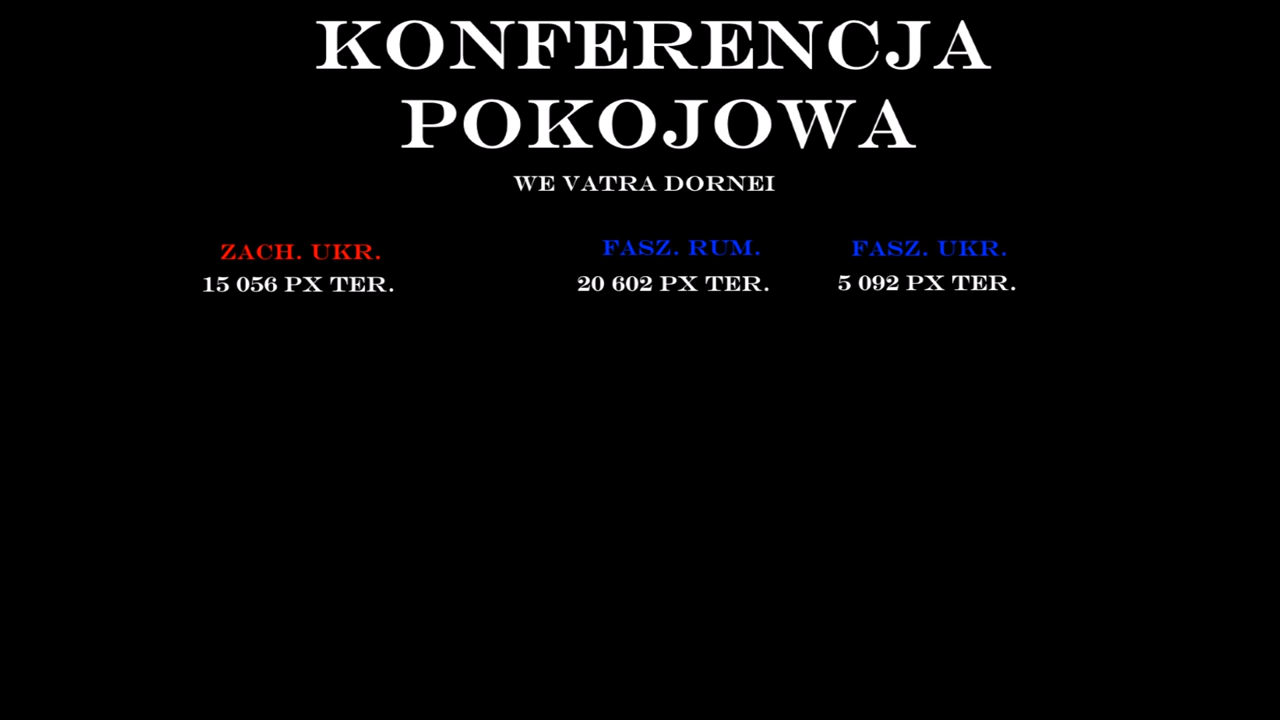 KONFERENCJA
POKOJOWA
WE VATRA DORNEI
ZACH. UKR. FASZ. RUM. FASZ. UKR.
15 056 PX TER. 20 602 PX TER. 5 092 PX TER.